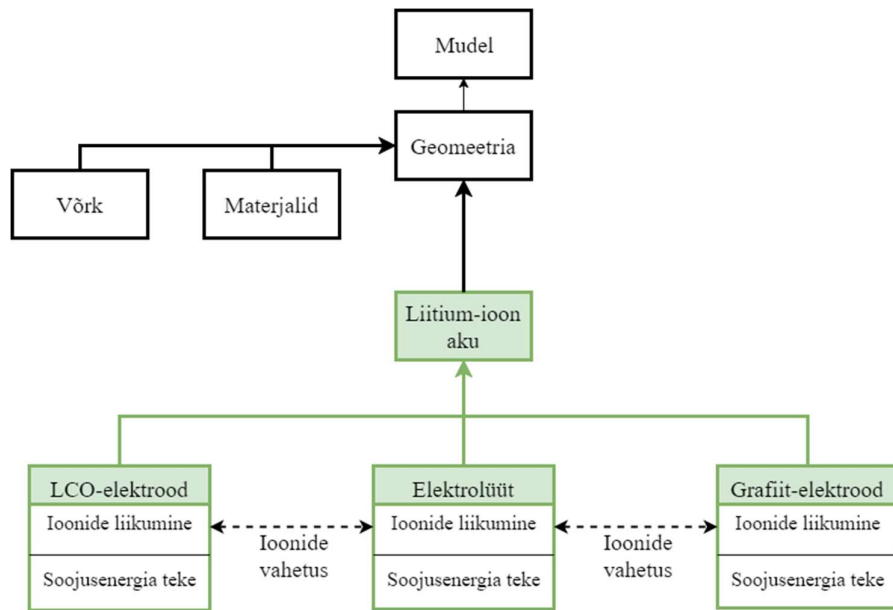 Mudel
Geomeetria
Võrk
Materjalid
Liitium-ioon
aku
LCO-elektrood
Elektrolüüt
Grafiit-elektrood
Ioonide liikumine
Ioonide liikumine
Ioonide liikumine
Ioonide
vahetus
Ioonide
vahetus
Soojusenergia teke
Soojusenergia teke
Soojusenergia teke